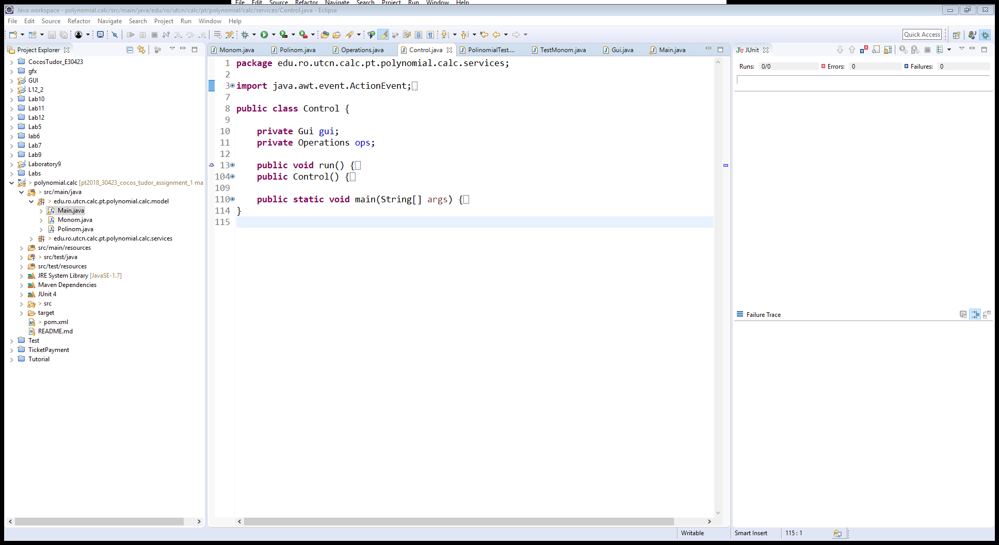 File Edit Source Refactor Navigate Search Project Run Window Help
Java workspace - polynomial.calc/src/main/java/edu/ro/utcn/calc/pt/polynomial/calc/services/Control.java - Eclipse
File Edit Source Refactor Navigate Search Project Run Window Help
Quick Access
Project Explorer
CocosTudor_E30423
gfx
GUI
L12_2
Lab10
Lab11
Lab12
Lab5
lab6
Lab7
Lab9
Laboratory9
Labs
> polynomial.calc [pt2018_30423_cocos_tudor_assignment_1 ma
> src/main/java
> edu.ro.utcn.calc.pt.polynomial.calc.model
Main.java
Monom.java
Polinom.java
> edu.ro.utcn.calc.pt.polynomial.calc.services
src/main/resources
> src/test/java
src/test/resources
JRE System Library [JavaSE-1.7]
Maven Dependencies
JUnit 4
> src
target
> pom.xml
README.md
Test
TicketPayment
Tutorial
Monom.java Polinom.java Operations.java Control.java PolinomialTest.... TestMonom.java Gui.java Main.java
1 package edu.ro.utcn.calc.pt.polynomial.calc.services;
2
3 import java.awt.event.ActionEvent;
7
8 public class Control {
9
10 private Gui gui;
11 private Operations ops;
12
13 public void run() {
104 public Control() {
109
110 public static void main(String[] args) {
114 }
115
JUnit
Runs: 0/0 Errors: 0 Failures: 0
Failure Trace
Writable Smart Insert 115 : 1